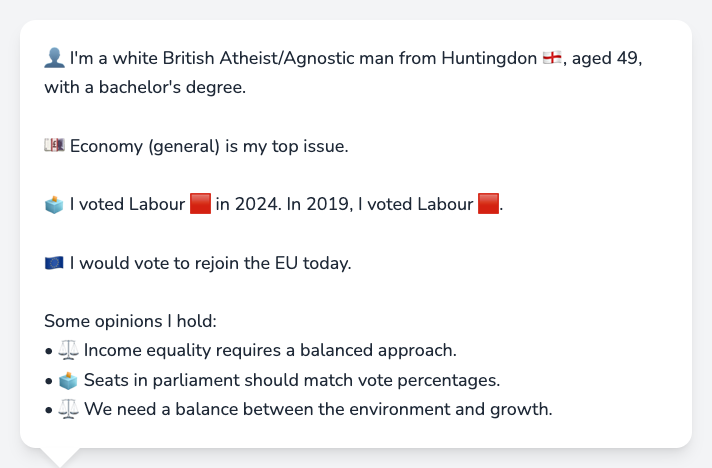 👤 I'm a white British Atheist/Agnostic man from Huntingdon 🏴󠁧󠁢󠁥󠁮󠁧󠁿, aged 49,
with a bachelor's degree.
💷 Economy (general) is my top issue.
🗳️ I voted Labour 🟥 in 2024. In 2019, I voted Labour 🟥.
🇪🇺 I would vote to rejoin the EU today.
Some opinions I hold:
• ⚖️ Income equality requires a balanced approach.
• 🗳️ Seats in parliament should match vote percentages.
• ⚖️ We need a balance between the environment and growth.